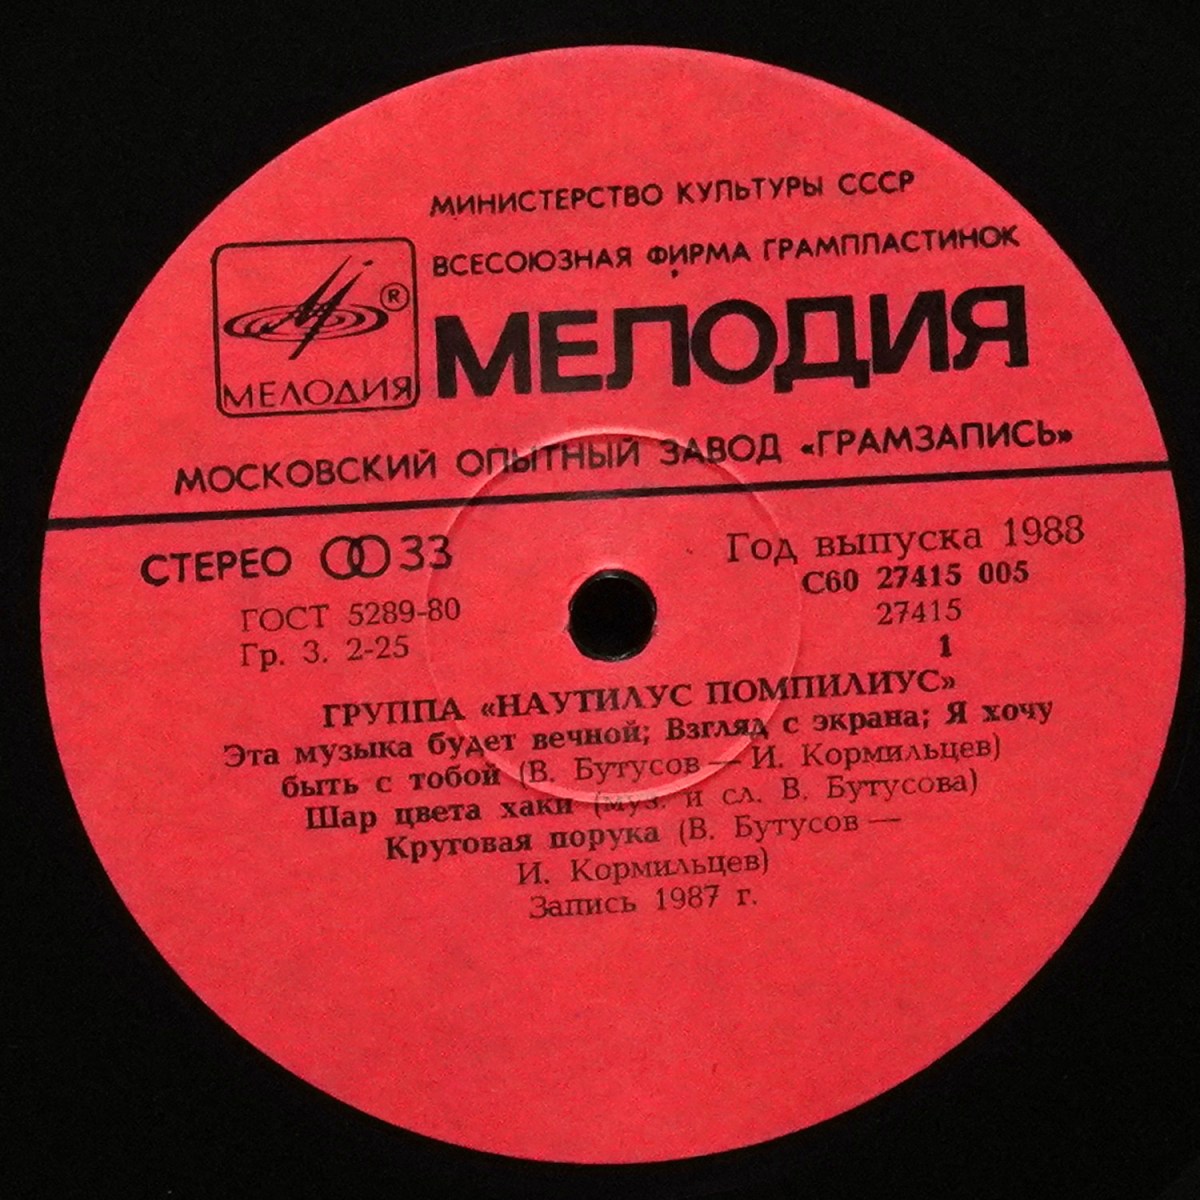 МИНИСТЕРСТВО КУЛЬТУРЫ СССР
ВСЕСОЮЗНАЯ ФИРМА ГРАМПЛАСТИНОК
®
МЕЛОДИЯ
МЕЛОДИЯ
МОСКОВСКИЙ ОПЫТНЫЙ ЗАВОД «ГРАМЗАПИСЬ»
СТЕРЕО 33
Год выпуска 1988
ГОСТ 5289-80
С60 27415 005
Гр. 3. 2-25
27415
1
ГРУППА «НАУТИЛУС ПОМПИЛИУС»
Эта музыка будет вечной; Взгляд с экрана; Я хочу
быть с тобой (В. Бутусов — И. Кормильцев)
Шар цвета хаки (муз. и сл. В. Бутусова)
Круговая порука (В. Бутусов —
И. Кормильцев)
Запись 1987 г.